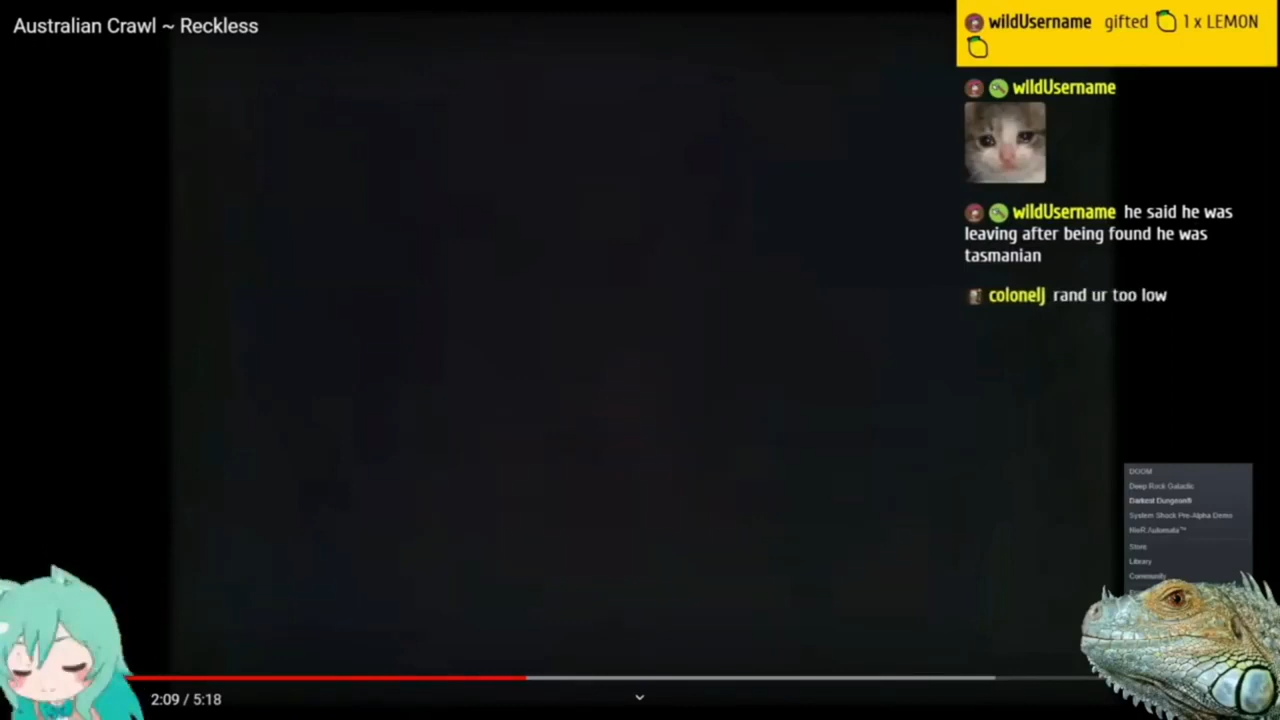 Australian Crawl ~ Reckless
wildUsername gifted 1 x LEMON
wildUsername
wildUsername he said he was
leaving after being found he was
tasmanian
colonelj rand ur too low
DOOM
Deep Rock Galactic
Darkest Dungeon®
System Shock Pre-Alpha Demo
NieR:Automata™
Store
Library
Community
2:09 / 5:18